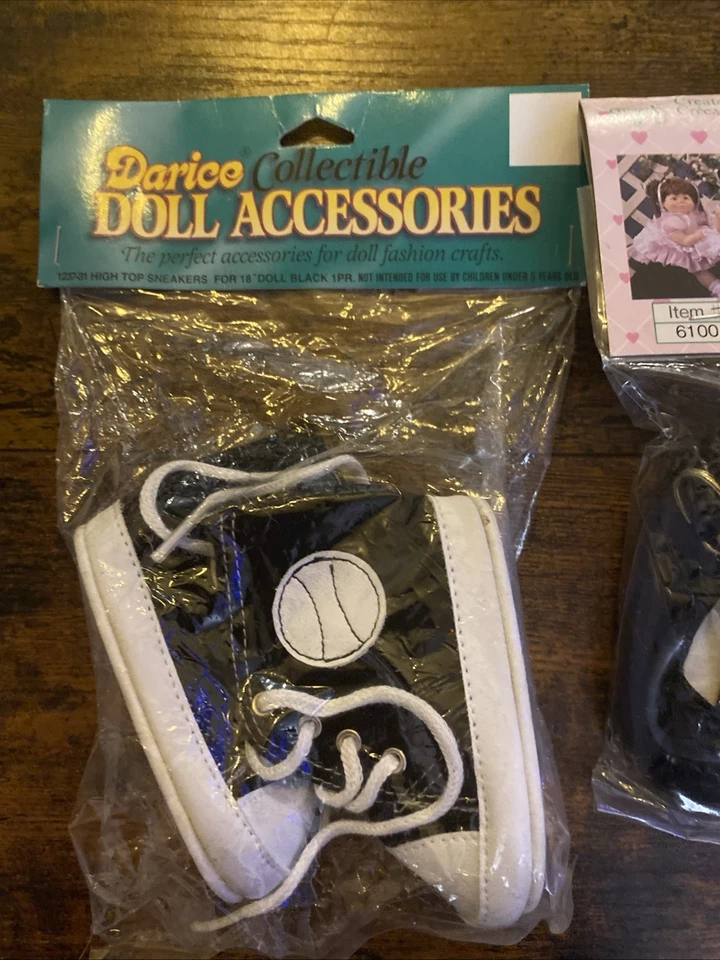 Darice® Collectible
DOLL ACCESSORIES
The perfect accessories for doll fashion crafts.
1237-31 HIGH TOP SNEAKERS FOR 18" DOLL BLACK 1PR. NOT INTENDED FOR USE BY CHILDREN UNDER 5 YEARS OLD
Item
6100